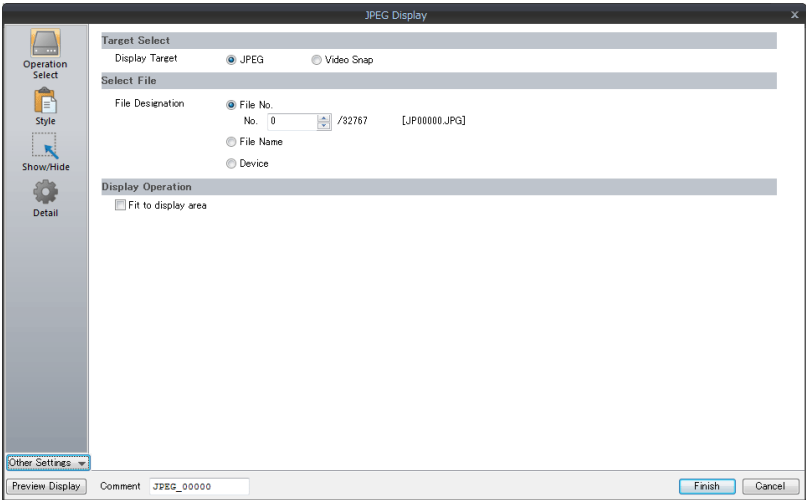 JPEG Display
x
Operation
Select
Style
Show/Hide
Detail
Other Settings
Preview Display
Target Select
Display Target JPEG Video Snap
Select File
File Designation File No.
No. 0 /32767 [JP00000.JPG]
File Name
Device
Display Operation
Fit to display area
Comment JPEG_00000
Finish Cancel